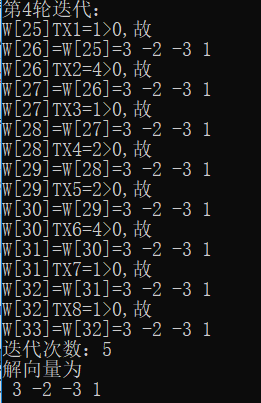 第4轮迭代：
W[25]TX1=1>0,故
W[26]=W[25]=3 -2 -3 1
W[26]TX2=4>0,故
W[27]=W[26]=3 -2 -3 1
W[27]TX3=1>0,故
W[28]=W[27]=3 -2 -3 1
W[28]TX4=2>0,故
W[29]=W[28]=3 -2 -3 1
W[29]TX5=2>0,故
W[30]=W[29]=3 -2 -3 1
W[30]TX6=4>0,故
W[31]=W[30]=3 -2 -3 1
W[31]TX7=1>0,故
W[32]=W[31]=3 -2 -3 1
W[32]TX8=1>0,故
W[33]=W[32]=3 -2 -3 1
迭代次数：5
解向量为
3 -2 -3 1